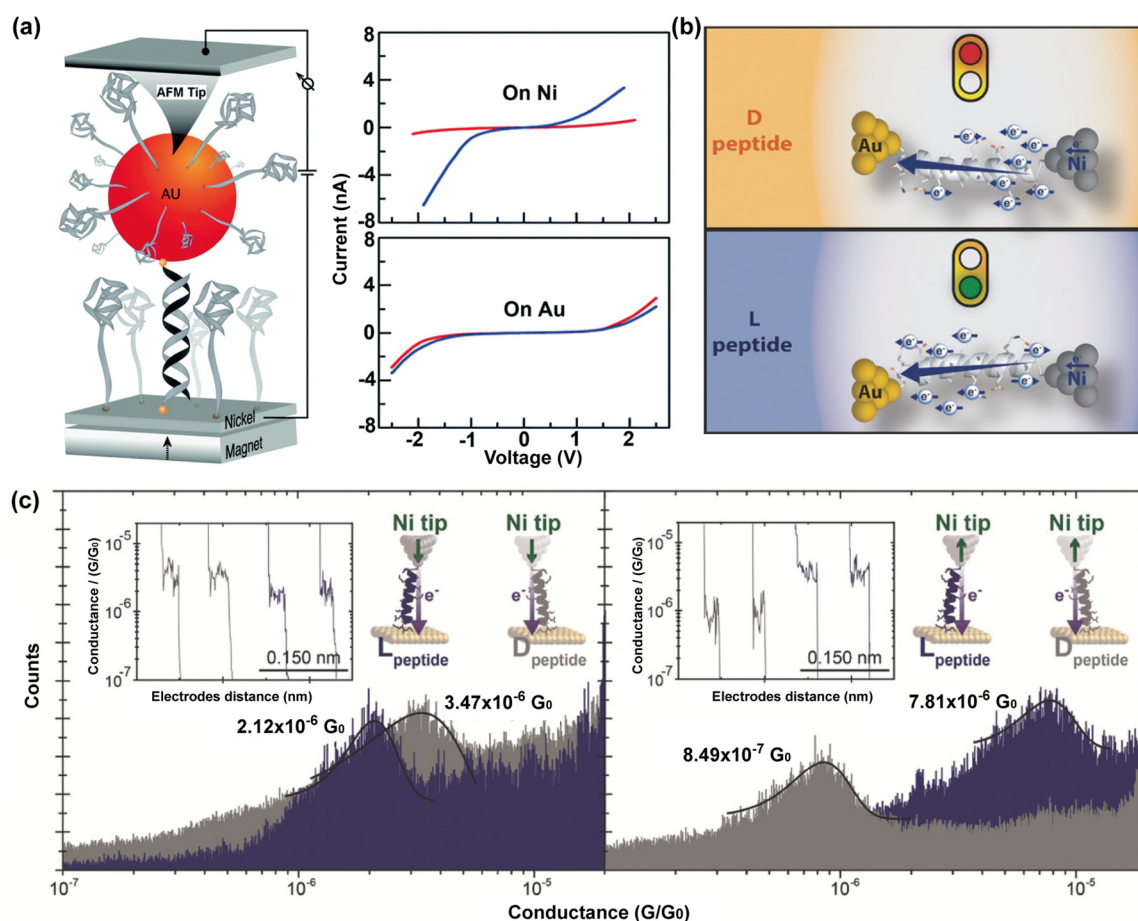 (a)
AFM Tip
AU
Nickel
Magnet
8
4
0
-4
-8
On Ni
8
4
0
-4
-8
On Au
Current (nA)
-2
-1
0
1
2
Voltage (V)
(b)
D
peptide
Au
Ni
e-
e-
e-
e-
e-
e-
e-
e-
e-
L
peptide
Au
Ni
e-
e-
e-
e-
e-
e-
e-
e-
(c)
Counts
10⁻⁵
10⁻⁶
10⁻⁷
Conductance / (G/G₀)
0.150 nm
Electrodes distance (nm)
Ni tip
Ni tip
e-
e-
L peptide
D peptide
2.12x10⁻⁶ G₀
3.47x10⁻⁶ G₀
10⁻⁵
10⁻⁶
10⁻⁷
Conductance / (G/G₀)
0.150 nm
Electrodes distance (nm)
Ni tip
Ni tip
e-
e-
L peptide
D peptide
8.49x10⁻⁷ G₀
7.81x10⁻⁶ G₀
10⁻⁷
10⁻⁶
10⁻⁵
10⁻⁶
10⁻⁵
Conductance (G/G₀)